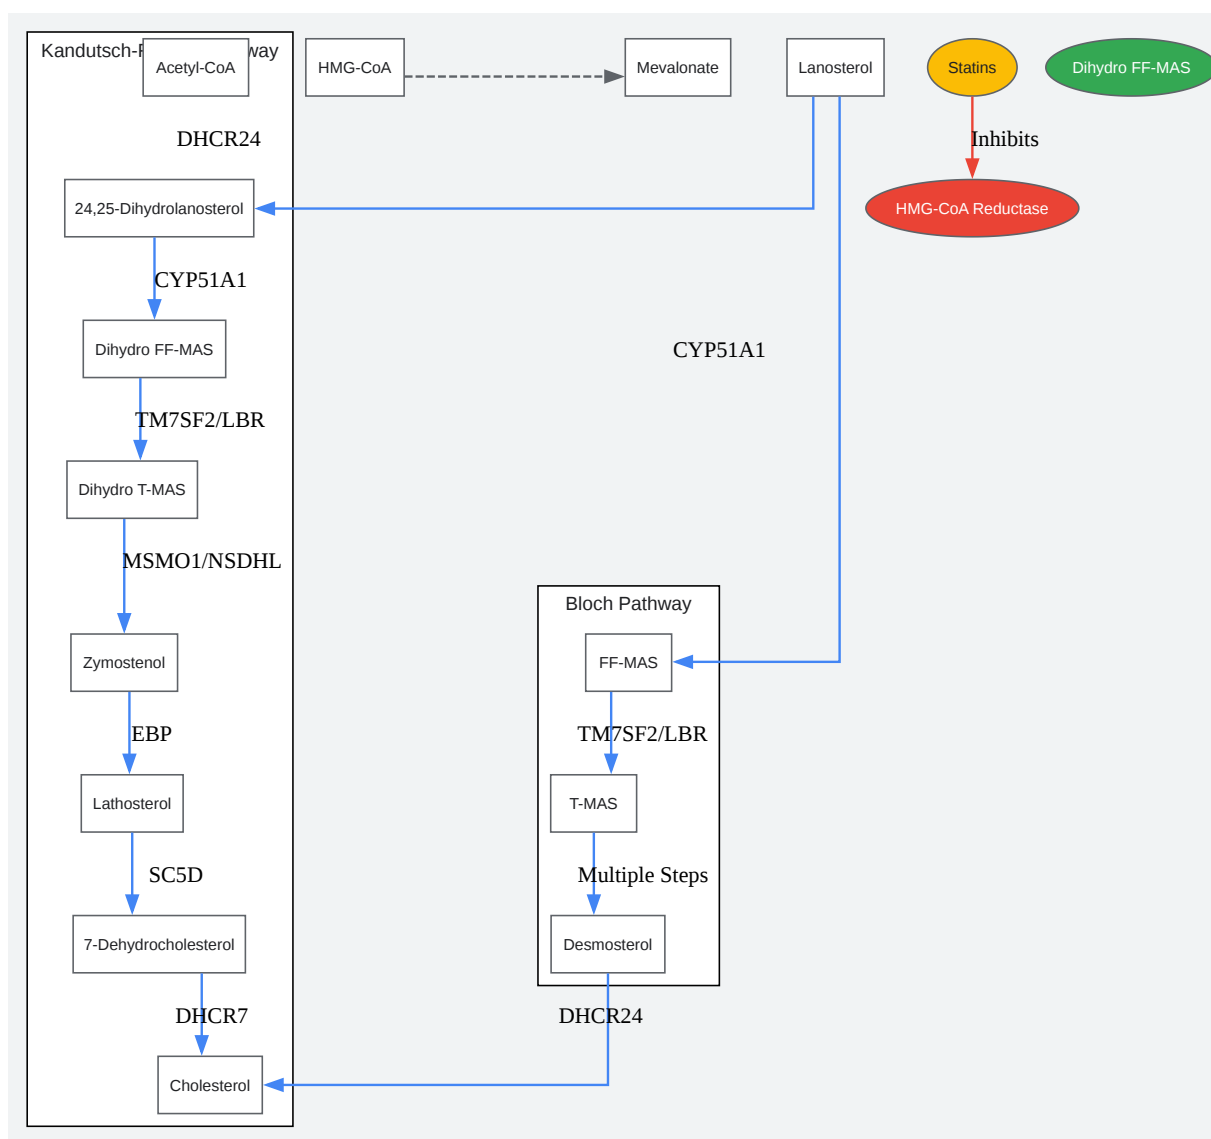 Kandutsch-
way
Acetyl-CoA
HMG-CoA
Mevalonate
Lanosterol
Statins
Dihydro FF-MAS
DHCR24
Inhibits
24,25-Dihydrolanosterol
HMG-CoA Reductase
CYP51A1
Dihydro FF-MAS
CYP51A1
TM7SF2/LBR
Dihydro T-MAS
MSMO1/NSDHL
Bloch Pathway
Zymostenol
FF-MAS
EBP
TM7SF2/LBR
Lathosterol
T-MAS
SC5D
Multiple Steps
7-Dehydrocholesterol
Desmosterol
DHCR7
DHCR24
Cholesterol